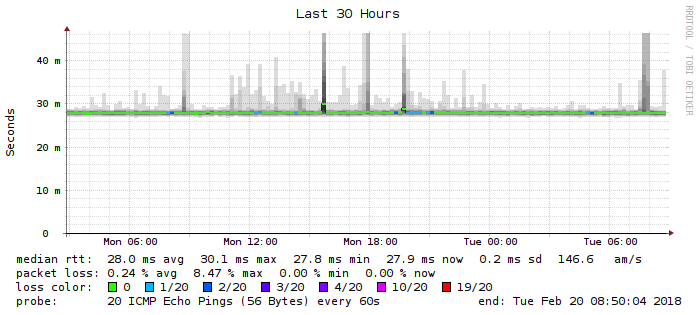 Last 30 Hours
RRDTOOL / TOBI OETIKER
Seconds
40 m
30 m
20 m
10 m
0
Mon 06:00 Mon 12:00 Mon 18:00 Tue 00:00 Tue 06:00
median rtt: 28.0 ms avg 30.1 ms max 27.8 ms min 27.9 ms now 0.2 ms sd 146.6 am/s
packet loss: 0.24 % avg 8.47 % max 0.00 % min 0.00 % now
loss color: 0 1/20 2/20 3/20 4/20 10/20 19/20
probe: 20 ICMP Echo Pings (56 Bytes) every 60s end: Tue Feb 20 08:50:04 2018